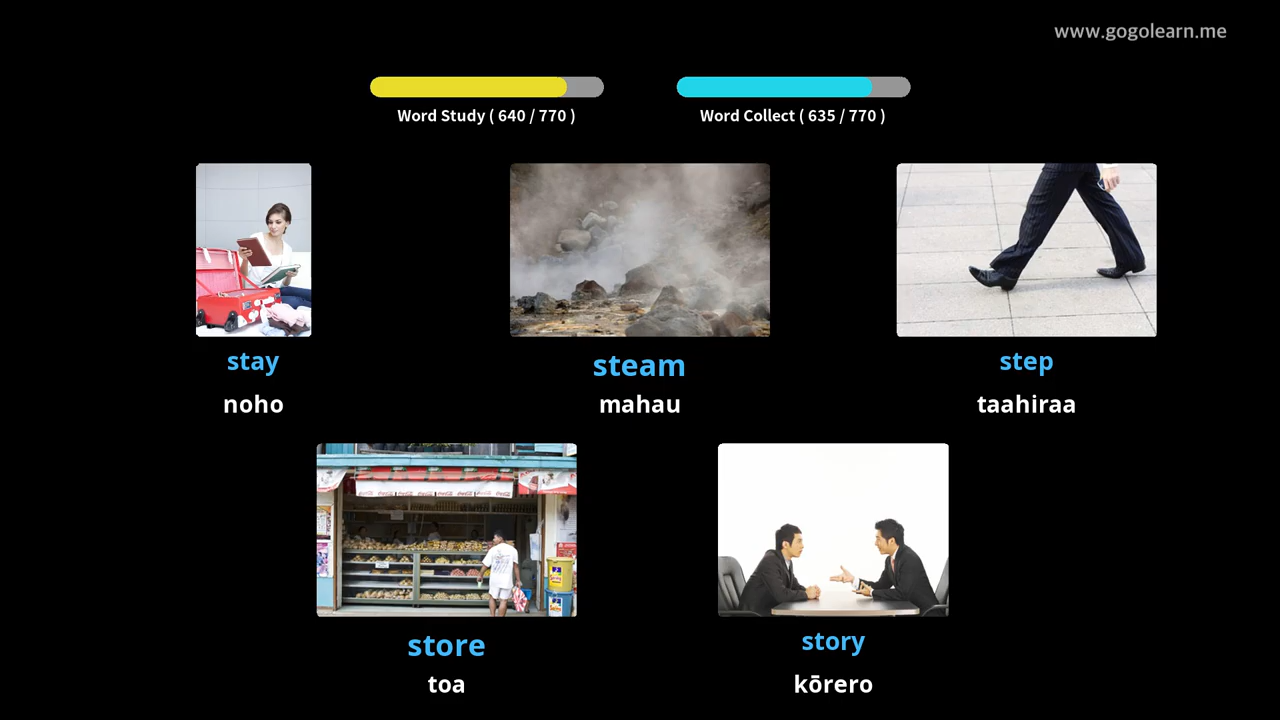 www.gogolearn.me
Word Study ( 640 / 770 )
Word Collect ( 635 / 770 )
stay
steam
step
noho
mahau
taahiraa
store
story
toa
kōrero